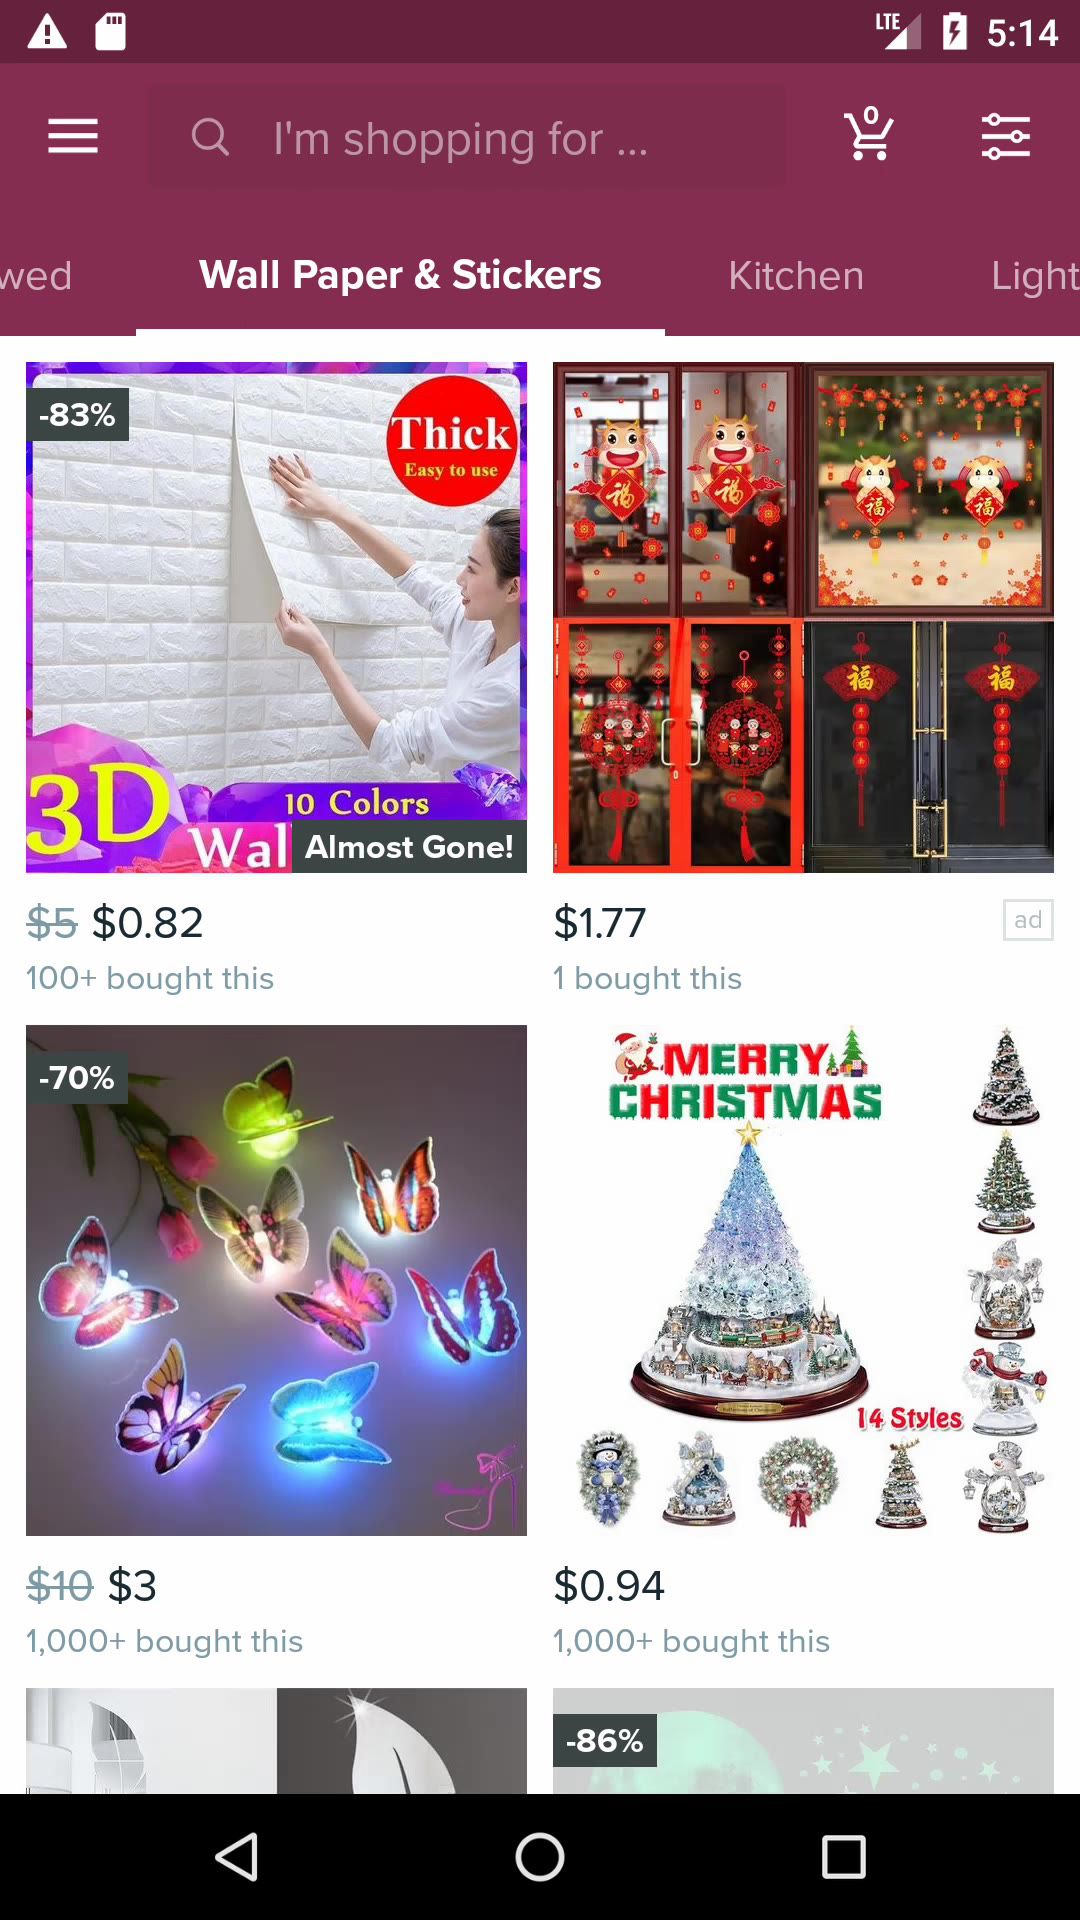 LTE 5:14
I'm shopping for ...
0
wed Wall Paper & Stickers Kitchen Light
-83%
Thick
Easy to use
3D
10 Colors
Wal
Almost Gone!
福 福
福 福
福 福
$5 $0.82
100+ bought this
$1.77
ad
1 bought this
-70%
MERRY
CHRISTMAS
14 Styles
$10 $3
1,000+ bought this
$0.94
1,000+ bought this
-86%